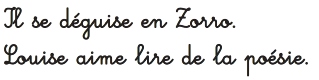 Il se déguise en Zorro.
Louise aime lire de la poésie.